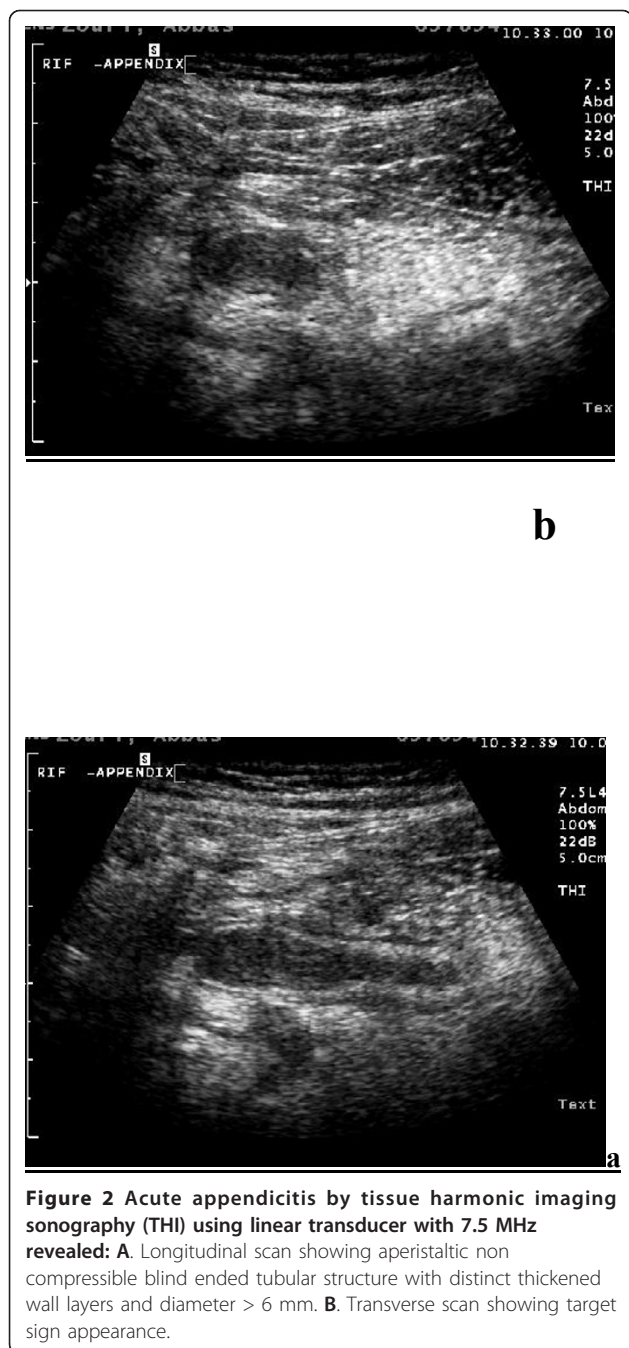 10.33.00 10
S
RIF -APPENDIX
7.5
Abd
100%
22d
5.0
THI
Tex
b
10.32.39 10.0
S
RIF -APPENDIX
7.5L4
Abdom
100%
22dB
5.0cm
THI
Text
a
Figure 2 Acute appendicitis by tissue harmonic imaging
sonography (THI) using linear transducer with 7.5 MHz
revealed: A. Longitudinal scan showing aperistaltic non
compressible blind ended tubular structure with distinct thickened
wall layers and diameter > 6 mm. B. Transverse scan showing target
sign appearance.